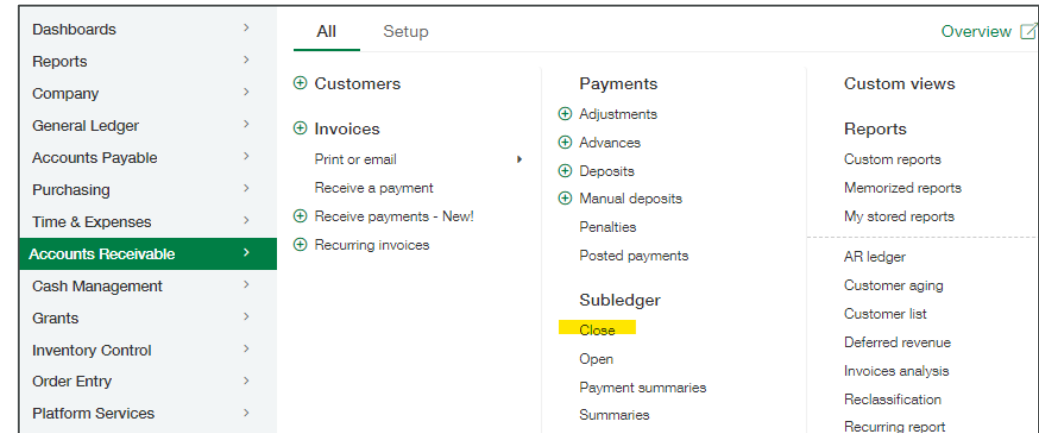 Dashboards
Reports
Company
General Ledger
Accounts Payable
Purchasing
Time & Expenses
Accounts Receivable
Cash Management
Grants
Inventory Control
Order Entry
Platform Services
All
Setup
Overview
Customers
Invoices
Print or email
Receive a payment
Receive payments - New!
Recurring invoices
Payments
Adjustments
Advances
Deposits
Manual deposits
Penalties
Posted payments
Subledger
Close
Open
Payment summaries
Summaries
Custom views
Reports
Custom reports
Memorized reports
My stored reports
AR ledger
Customer aging
Customer list
Deferred revenue
Invoices analysis
Reclassification
Recurring report